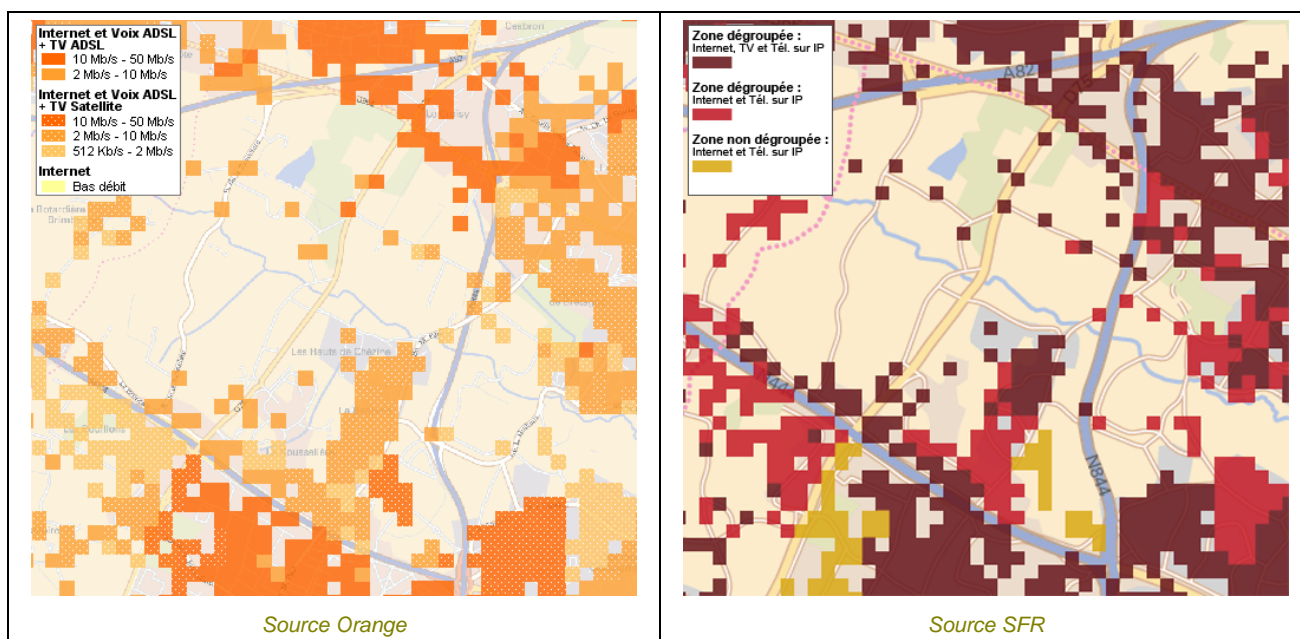 Internet et Voix ADSL
+ TV ADSL
10 Mb/s - 50 Mb/s
2 Mb/s - 10 Mb/s
Internet et Voix ADSL
+ TV Satellite
10 Mb/s - 50 Mb/s
2 Mb/s - 10 Mb/s
512 Kb/s - 2 Mb/s
Internet
Bas débit
Les Hauts de Chézine
Source Orange
Zone dégroupée :
Internet, TV et Tél. sur IP
Zone dégroupée :
Internet et Tél. sur IP
Zone non dégroupée :
Internet et Tél. sur IP
A82
D75
N44
N844
Source SFR